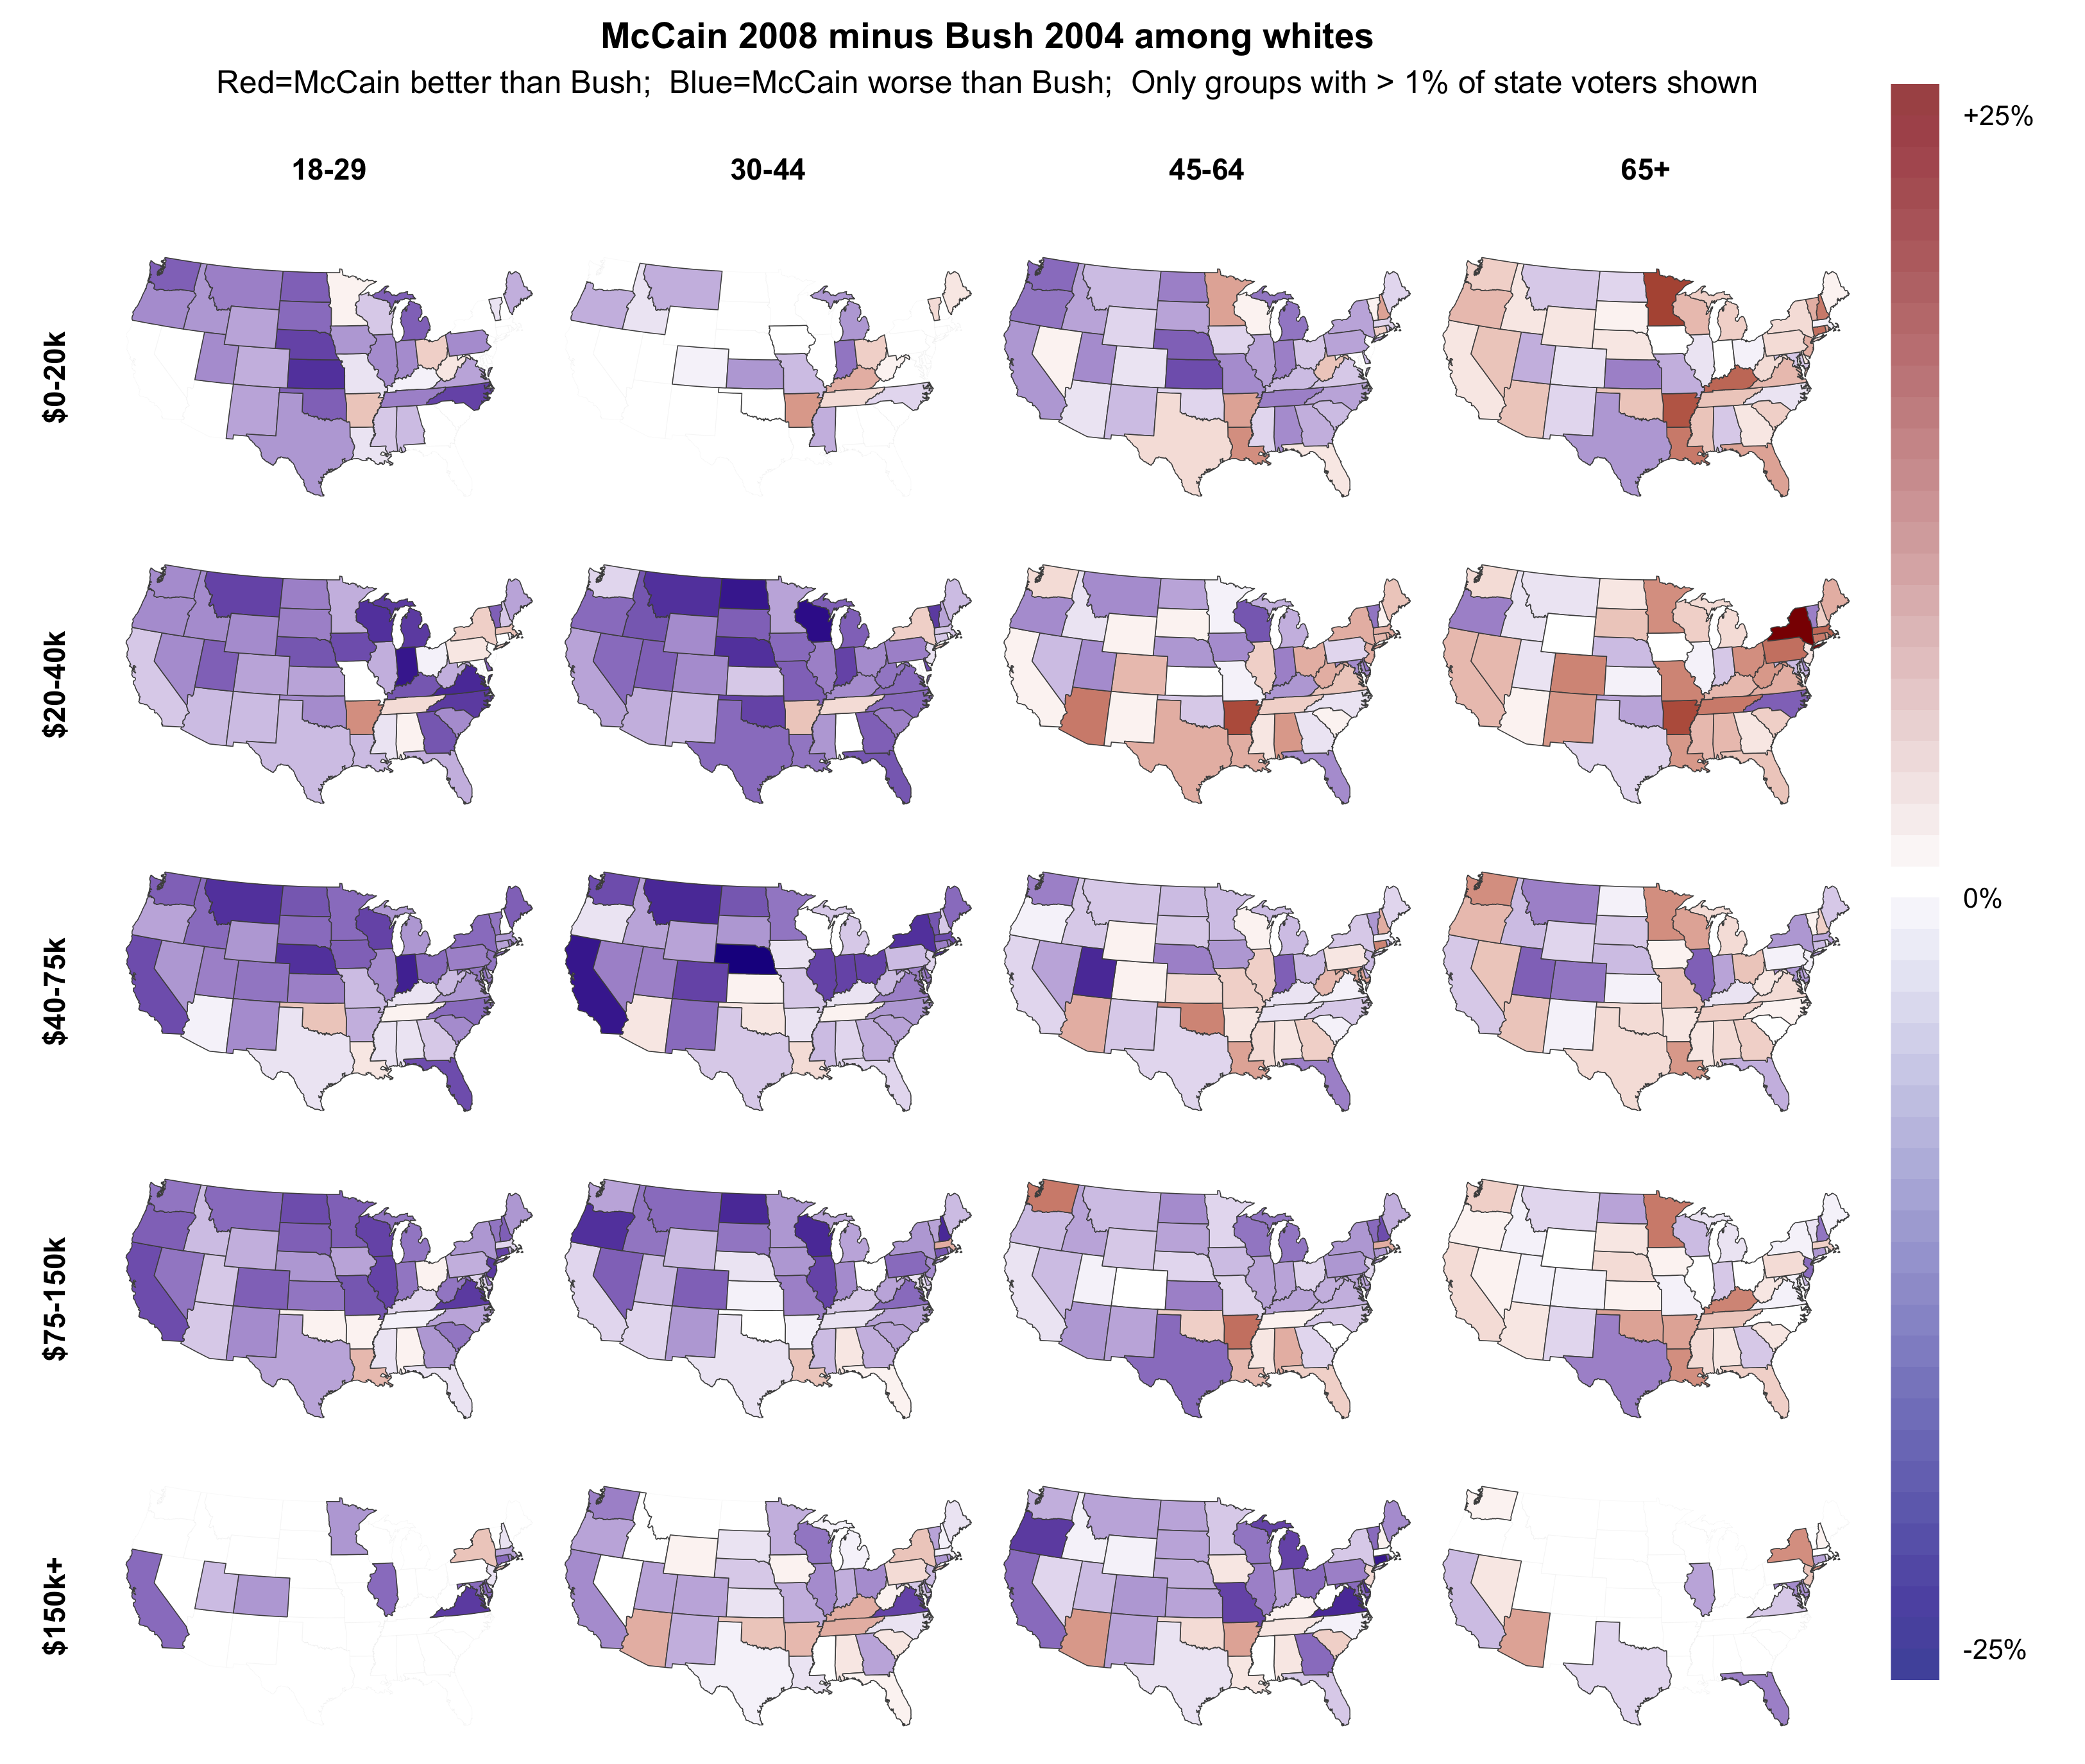 McCain 2008 minus Bush 2004 among whites
Red=McCain better than Bush;  Blue=McCain worse than Bush;  Only groups with > 1% of state voters shown
+25%
18-29
30-44
45-64
65+
$0-20k
$20-40k
0%
$40-75k
$75-150k
$150k+
-25%